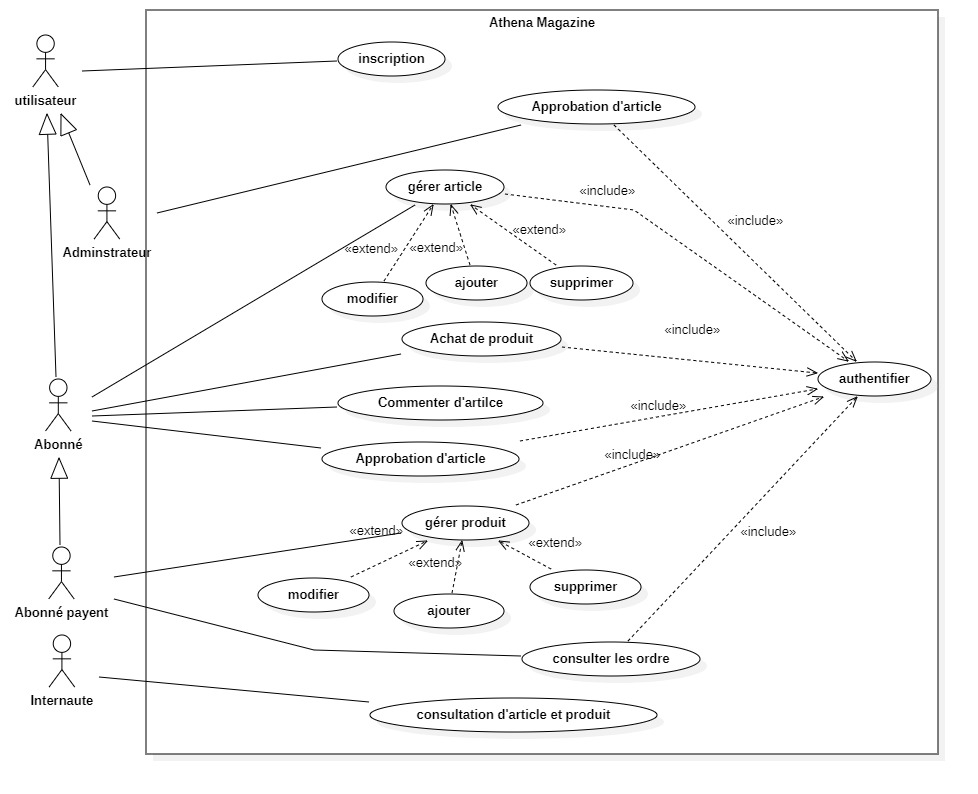 Athena Magazine
utilisateur
inscription
Approbation d'article
gérer article
«include»
«include»
Adminstrateur
«extend»
«extend»
«extend»
modifier
ajouter
supprimer
Achat de produit
«include»
authentifier
Abonné
Commenter d'artilce
«include»
Approbation d'article
«include»
gérer produit
«extend»
«extend»
«extend»
«include»
modifier
ajouter
supprimer
Abonné payent
consulter les ordre
Internaute
consultation d'article et produit